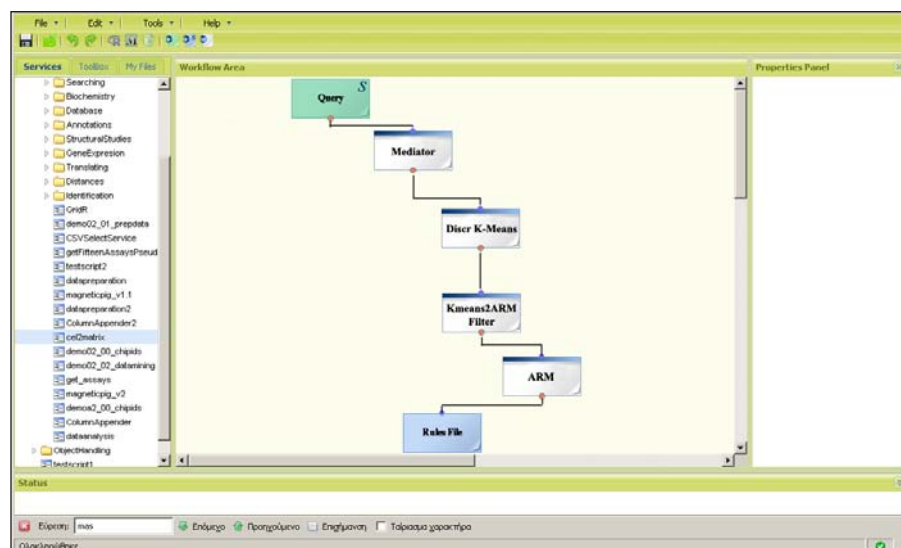 File Edit Tools Help
Services Toolbox My Files Workflow Area Properties Panel
Searching
Biochemistry
Database
Annotations
StructuralStudies
GeneExpresion
Translating
Distances
Identification
GridR
demo02_01_prepdata
CSVSelectService
getFifteenAssaysPseud
testscript2
datapreparation
magneticpig_v1.1
datapreparation2
ColumnAppender2
cel2matrix
demo02_00_chipids
demo02_02_datamining
get_assays
magneticpig_v2
demoa2_00_chipids
ColumnAppender
dataanalysis
ObjectHandling
testscript1
Query S
Mediator
Discr K-Means
Kmeans2ARM
Filter
ARM
Rules File
Status
Εύρεση: mas Επόμενο Προηγούμενο Επισήμανση Ταίριασμα χαρακτήρα
Ολοκληρώθηκε